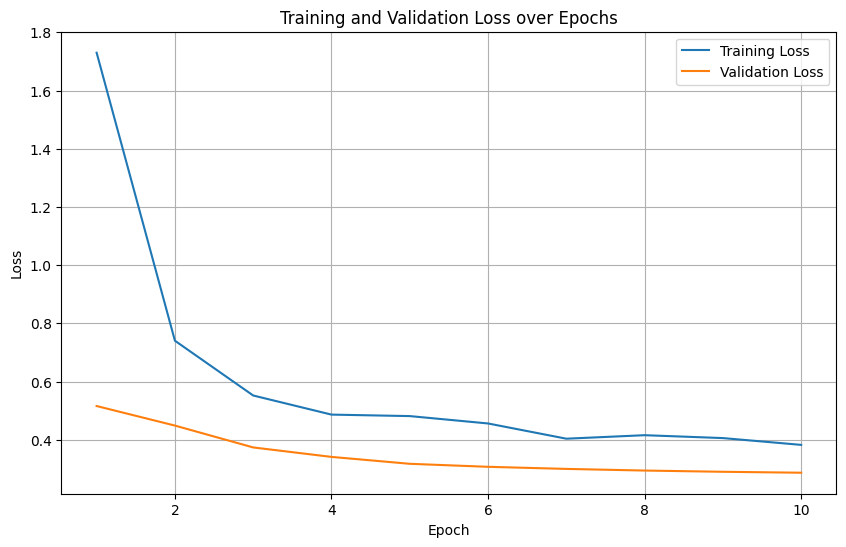 Training and Validation Loss over Epochs
1.8
1.6
1.4
1.2
1.0
0.8
0.6
0.4
Loss
Training Loss
Validation Loss
2 4 6 8 10
Epoch